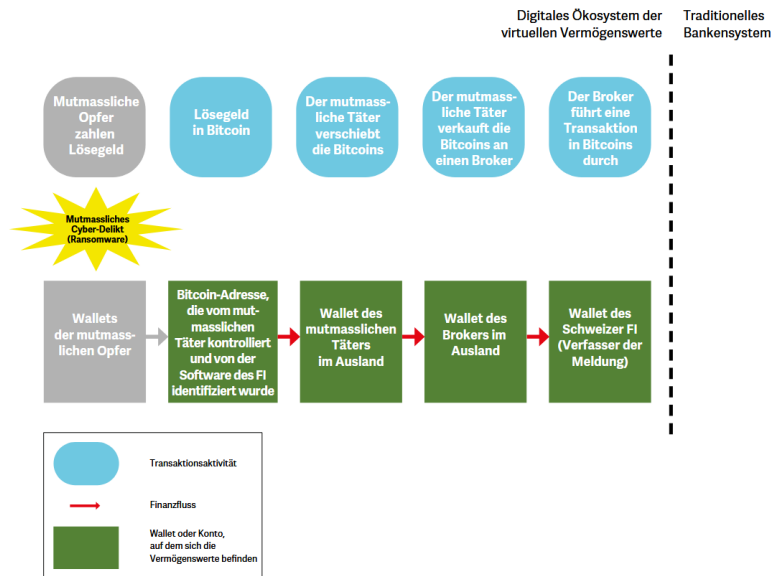 Digitales Ökosystem der
virtuellen Vermögenswerte
Traditionelles
Bankensystem
Mutmassliche
Opfer
zahlen
Lösegeld
Lösegeld
in Bitcoin
Der mutmass-
liche Täter
verschiebt
die Bitcoins
Der mutmass-
liche Täter
verkauft die
Bitcoins an
einen Broker
Der Broker
führt eine
Transaktion
in Bitcoins
durch
Mutmassliches
Cyber-Delikt
(Ransomware)
Wallets
der mutmass-
lichen Opfer
Bitcoin-Adresse,
die vom mut-
masslichen
Täter kontrolliert
und von der
Software des FI
identifiziert wurde
Wallet des
mutmasslichen
Täters
im Ausland
Wallet des
Brokers im
Ausland
Wallet des
Schweizer FI
(Verfasser der
Meldung)
Transaktionsaktivität
Finanzfluss
Wallet oder Konto,
auf dem sich die
Vermögenswerte befinden